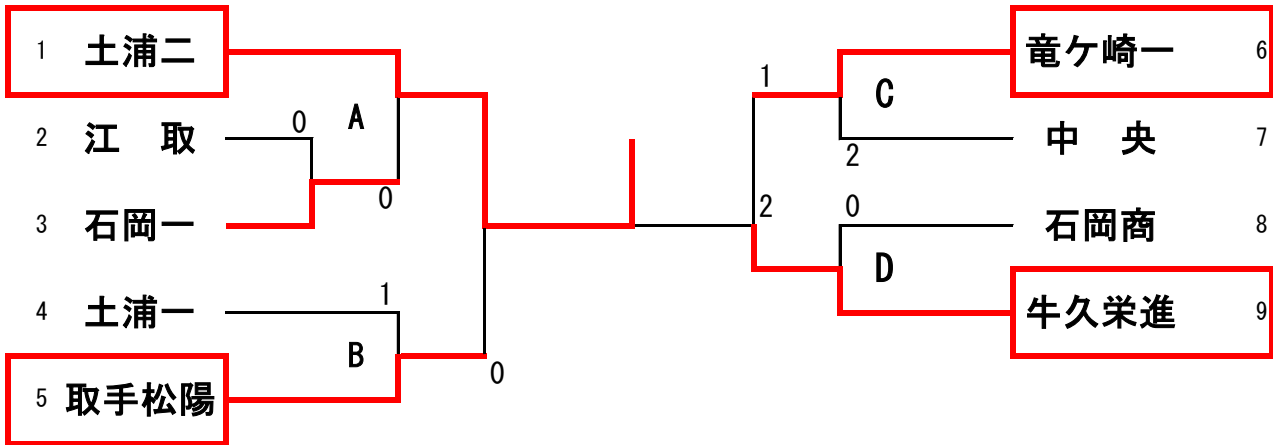 1 土浦二
2 江 取
3 石岡一
4 土浦一
5 取手松陽
0
A
0
1
B
0
1
C
2
2
0
D
竜ケ崎一 6
中 央 7
石岡商 8
牛久栄進 9